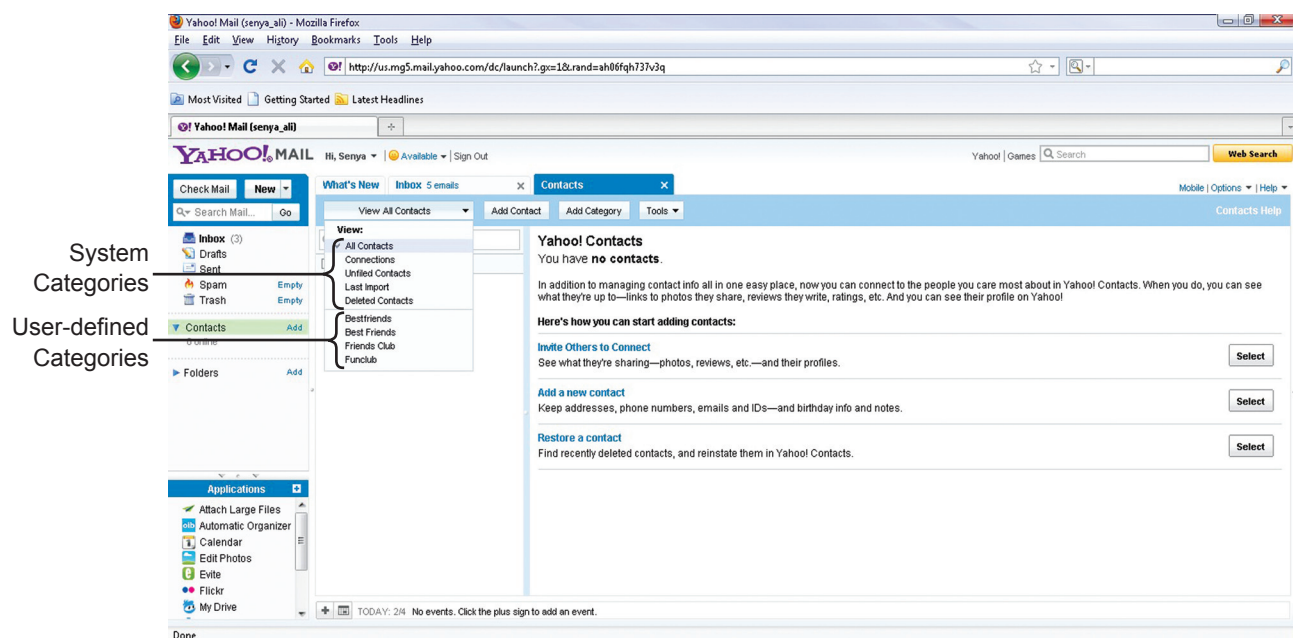 Yahoo! Mail (senya_ali) - Mozilla Firefox
File Edit View History Bookmarks Tools Help
http://us.mg5.mail.yahoo.com/dc/launch?.gx=1&.rand=ah06fqh737v3q
Most Visited Getting Started Latest Headlines
Yahoo! Mail (senya_ali)
YAHOO! MAIL Hi, Senya | Available | Sign Out Yahoo! | Games Search Web Search
What's New Inbox 5 emails Contacts Mobile | Options | Help
Check Mail New
View All Contacts Add Contact Add Category Tools Contacts Help
Search Mail... Go
Inbox (3)
Drafts
Sent
Spam Empty
Trash Empty
Contacts Add
0 online
Folders Add
System
Categories
User-defined
Categories
View:
All Contacts
Connections
Unfiled Contacts
Last Import
Deleted Contacts
Bestfriends
Best Friends
Friends Club
Funclub
Yahoo! Contacts
You have no contacts.
In addition to managing contact info all in one easy place, now you can connect to the people you care most about in Yahoo! Contacts. When you do, you can see
what they're up to—links to photos they share, reviews they write, ratings, etc. And you can see their profile on Yahoo!
Here's how you can start adding contacts:
Invite Others to Connect
See what they're sharing—photos, reviews, etc.—and their profiles.
Select
Add a new contact
Keep addresses, phone numbers, emails and IDs—and birthday info and notes.
Select
Restore a contact
Find recently deleted contacts, and reinstate them in Yahoo! Contacts.
Select
Applications
Attach Large Files
Automatic Organizer
Calendar
Edit Photos
Evite
Flickr
My Drive
TODAY: 2/4 No events. Click the plus sign to add an event.
Done